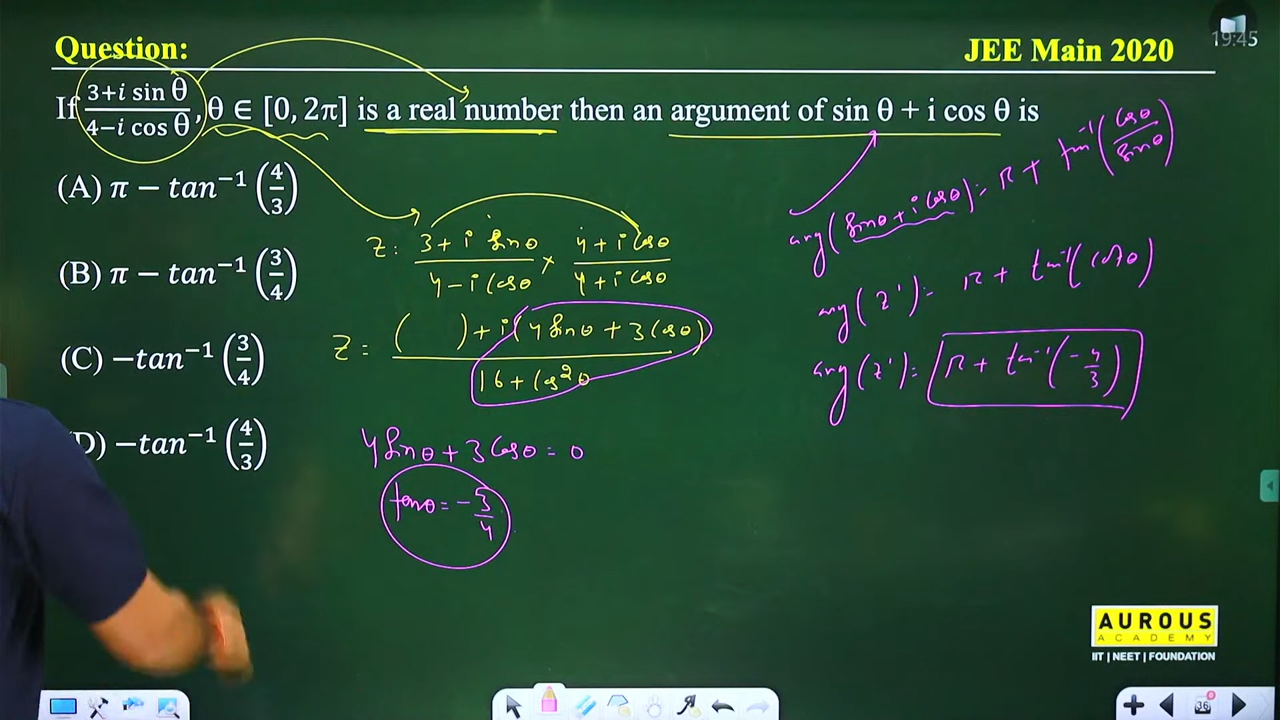 Question:
JEE Main 2020
19:45
If (3+i sin θ)/(4−i cos θ), θ ∈ [0, 2π] is a real number then an argument of sin θ + i cos θ is
(A) π − tan⁻¹ (4/3)
(B) π − tan⁻¹ (3/4)
(C) −tan⁻¹ (3/4)
D) −tan⁻¹ (4/3)
z: (3 + i sinθ)/(4 − i cosθ) × (4 + i cosθ)/(4 + i cosθ)
z = (( ) + i(4 sinθ + 3 cosθ))/(16 + cos²θ)
4 sinθ + 3 cosθ = 0
tanθ = −3/4
arg(sinθ + i cosθ) = π + tan⁻¹(cosθ/sinθ)
arg(z') = π + tan⁻¹(cotθ)
arg(z') = π + tan⁻¹(−4/3)
AUROUS
ACADEMY
IIT | NEET | FOUNDATION
36